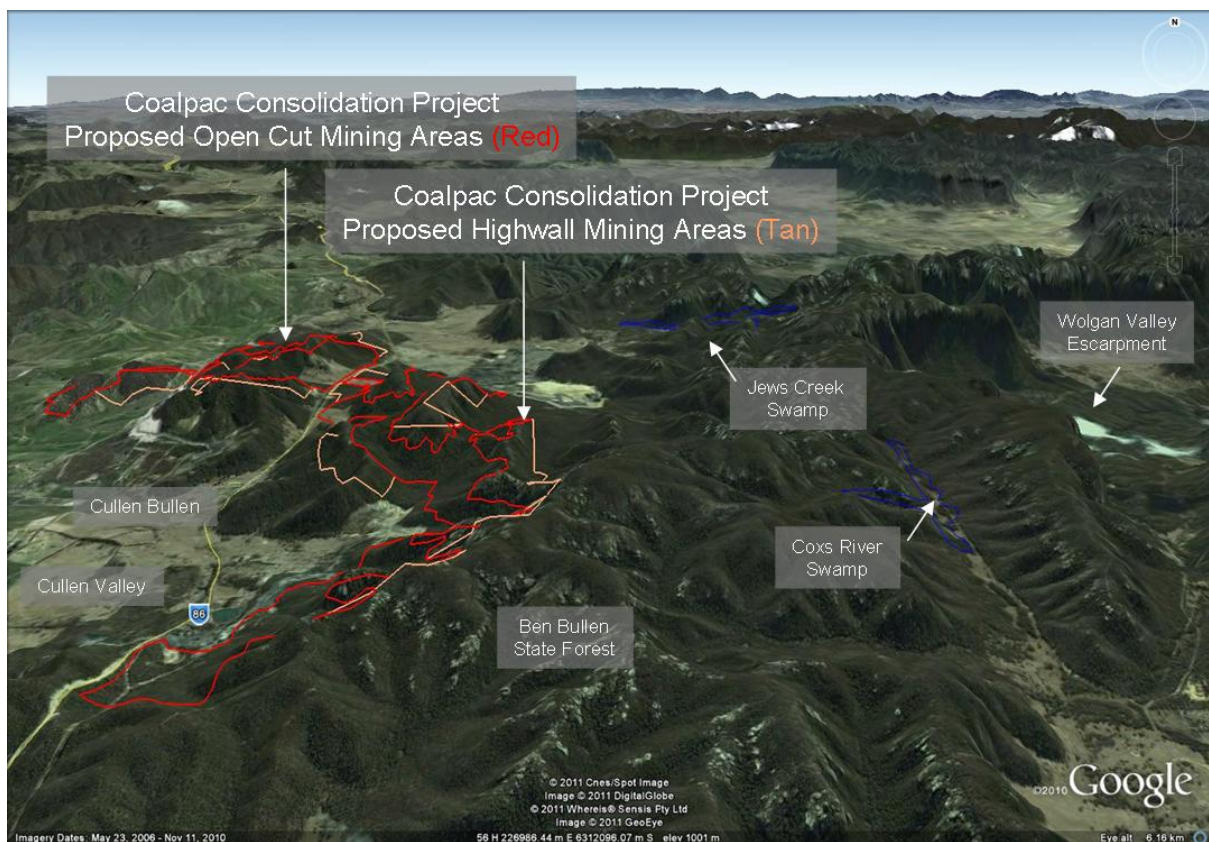 N
Coalpac Consolidation Project
Proposed Open Cut Mining Areas (Red)
Coalpac Consolidation Project
Proposed Highwall Mining Areas (Tan)
Wolgan Valley
Escarpment
Jews Creek
Swamp
Cullen Bullen
Coxs River
Swamp
Cullen Valley
86
Ben Bullen
State Forest
© 2011 Cnes/Spot Image
Image © 2011 DigitalGlobe
© 2011 Whereis® Sensis Pty Ltd
Image © 2011 GeoEye
©2010 Google
Imagery Dates: May 23, 2006 - Nov 11, 2010
56 H 226986.44 m E 6312096.07 m S elev 1001 m
Eye alt 6.16 km